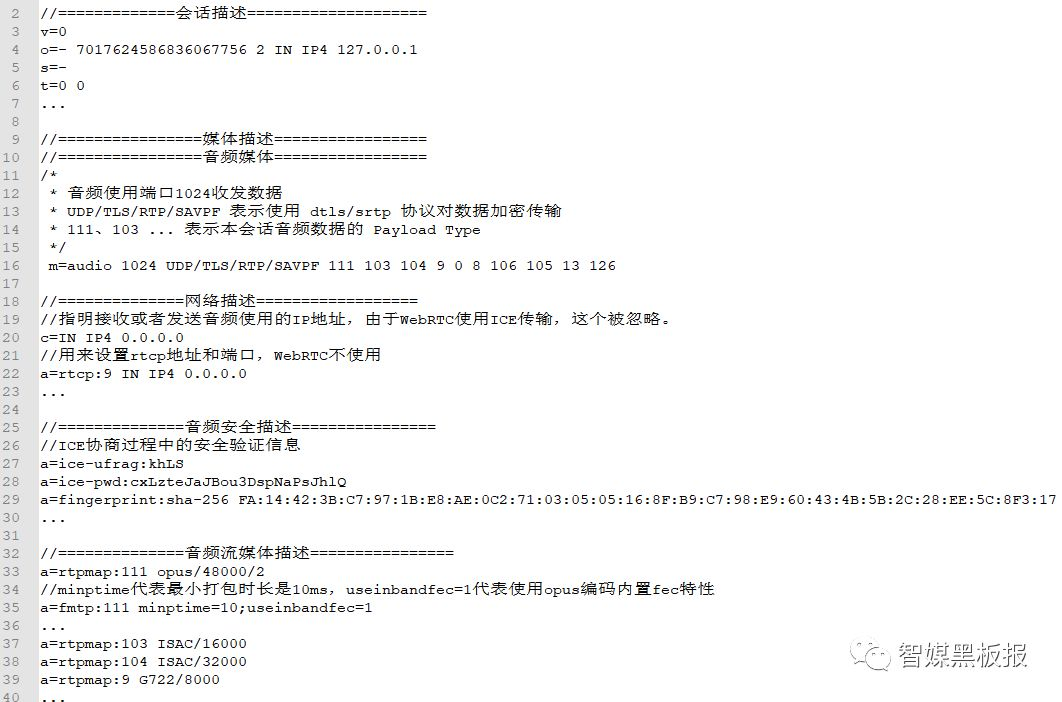 2 //=============会话描述====================
3 v=0
4 o=- 7017624586836067756 2 IN IP4 127.0.0.1
5 s=-
6 t=0 0
7 ...
8
9 //================媒体描述=================
10 //================音频媒体=================
11 /*
12  * 音频使用端口1024收发数据
13  * UDP/TLS/RTP/SAVPF 表示使用 dtls/srtp 协议对数据加密传输
14  * 111、103 ... 表示本会话音频数据的 Payload Type
15  */
16  m=audio 1024 UDP/TLS/RTP/SAVPF 111 103 104 9 0 8 106 105 13 126
17
18 //==============网络描述==================
19 //指明接收或者发送音频使用的IP地址，由于WebRTC使用ICE传输，这个被忽略。
20 c=IN IP4 0.0.0.0
21 //用来设置rtcp地址和端口，WebRTC不使用
22 a=rtcp:9 IN IP4 0.0.0.0
23 ...
24
25 //==============音频安全描述================
26 //ICE协商过程中的安全验证信息
27 a=ice-ufrag:khLS
28 a=ice-pwd:cxLzteJaJBou3DspNaPsJhlQ
29 a=fingerprint:sha-256 FA:14:42:3B:C7:97:1B:E8:AE:0C2:71:03:05:05:16:8F:B9:C7:98:E9:60:43:4B:5B:2C:28:EE:5C:8F3:17
30 ...
31
32 //==============音频流媒体描述================
33 a=rtpmap:111 opus/48000/2
34 //minptime代表最小打包时长是10ms，useinbandfec=1代表使用opus编码内置fec特性
35 a=fmtp:111 minptime=10;useinbandfec=1
36 ...
37 a=rtpmap:103 ISAC/16000
38 a=rtpmap:104 ISAC/32000
39 a=rtpmap:9 G722/8000
40 ...
智媒黑板报